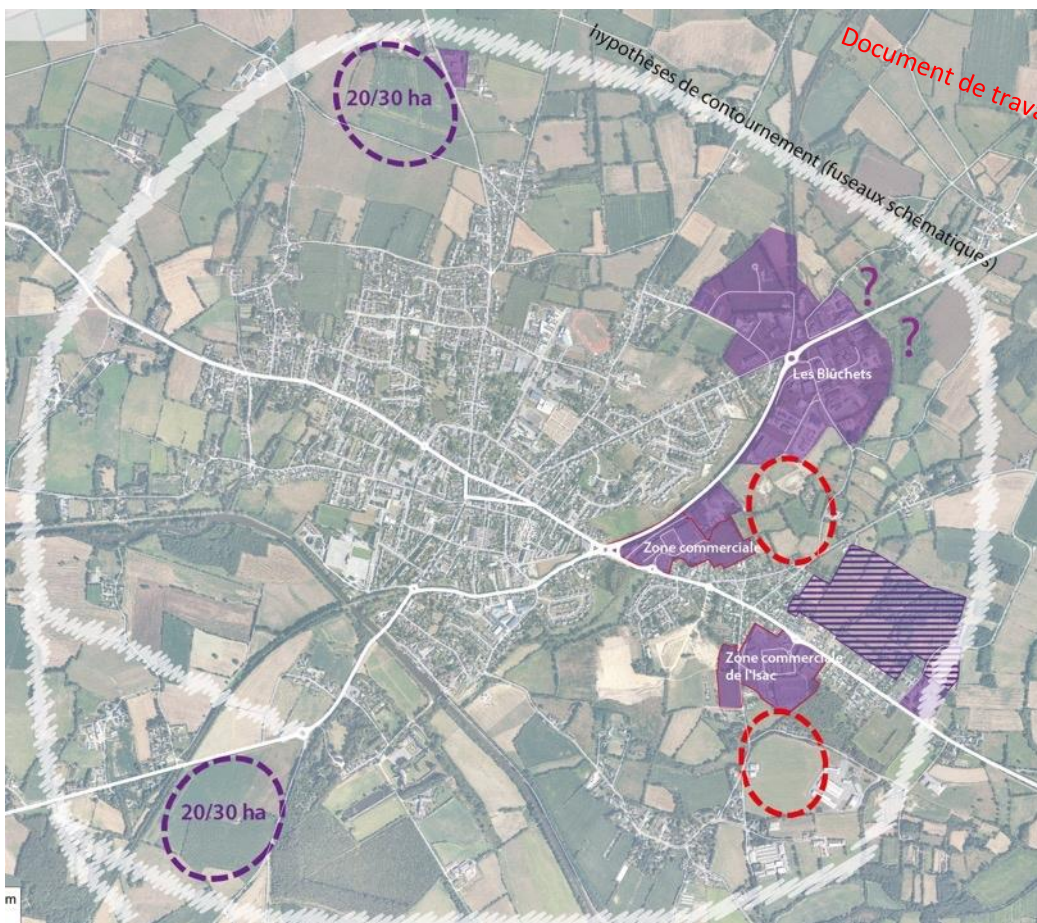 Document de trava
hypothèses de contournement (fuseaux schématiques)
20/30 ha
?
?
Les Blûchets
Zone commerciale
Zone commerciale
de l'Isac
20/30 ha
m